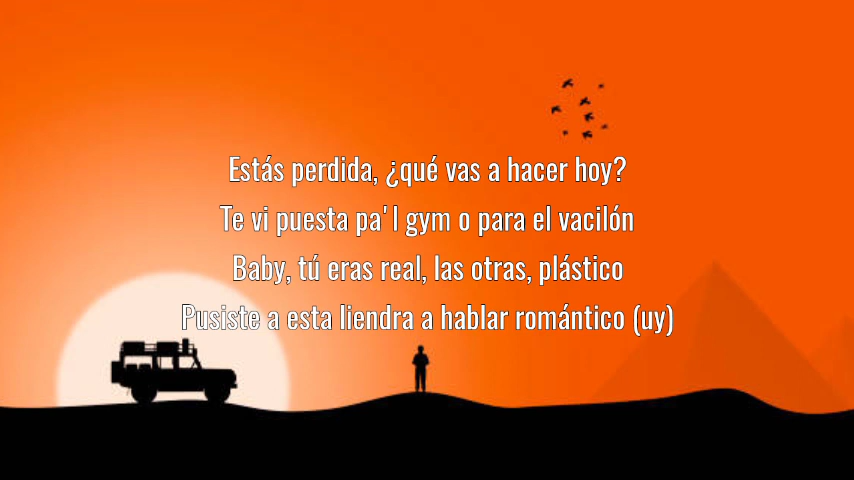 Estás perdida, ¿qué vas a hacer hoy?
Te vi puesta pa'l gym o para el vacilón
Baby, tú eras real, las otras, plástico
Pusiste a esta liendra a hablar romántico (uy)